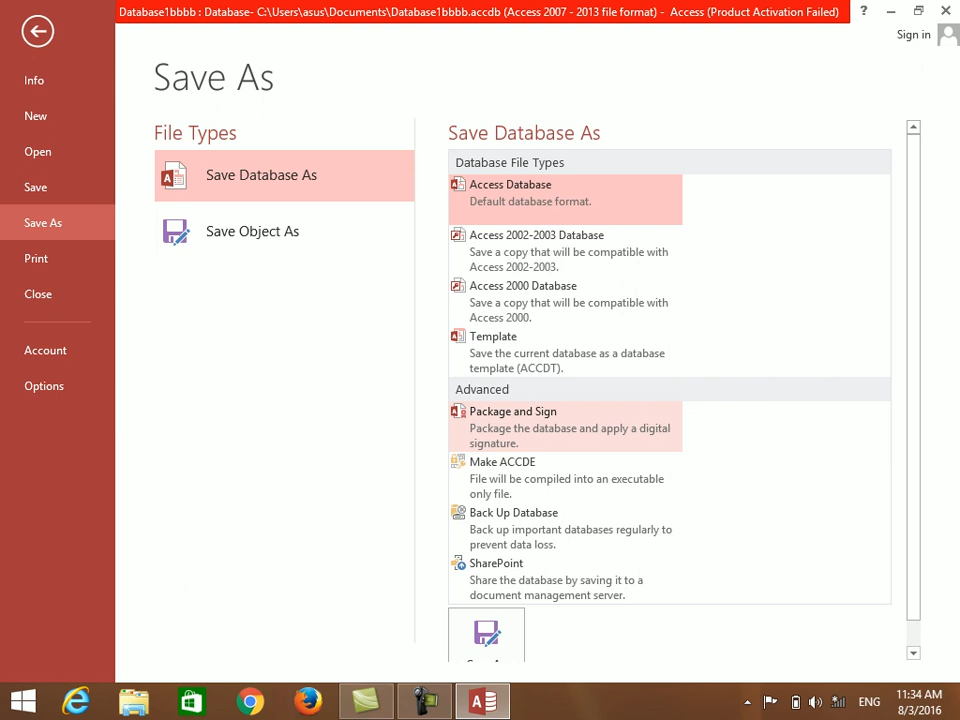 Database1bbbb : Database- C:\Users\asus\Documents\Database1bbbb.accdb (Access 2007 - 2013 file format) - Access (Product Activation Failed)
?
Sign in
Info
New
Open
Save
Save As
Print
Close
Account
Options
Save As
File Types
Save Database As
Save Object As
Save Database As
Database File Types
Access Database
Default database format.
Access 2002-2003 Database
Save a copy that will be compatible with
Access 2002-2003.
Access 2000 Database
Save a copy that will be compatible with
Access 2000.
Template
Save the current database as a database
template (ACCDT).
Advanced
Package and Sign
Package the database and apply a digital
signature.
Make ACCDE
File will be compiled into an executable
only file.
Back Up Database
Back up important databases regularly to
prevent data loss.
SharePoint
Share the database by saving it to a
document management server.
ENG
11:34 AM
8/3/2016